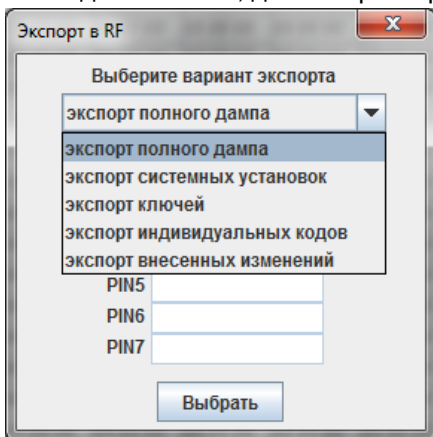 Экспорт в RF
Выберите вариант экспорта
экспорт полного дампа
экспорт полного дампа
экспорт системных установок
экспорт ключей
экспорт индивидуальных кодов
экспорт внесенных изменений
PIN5
PIN6
PIN7
Выбрать